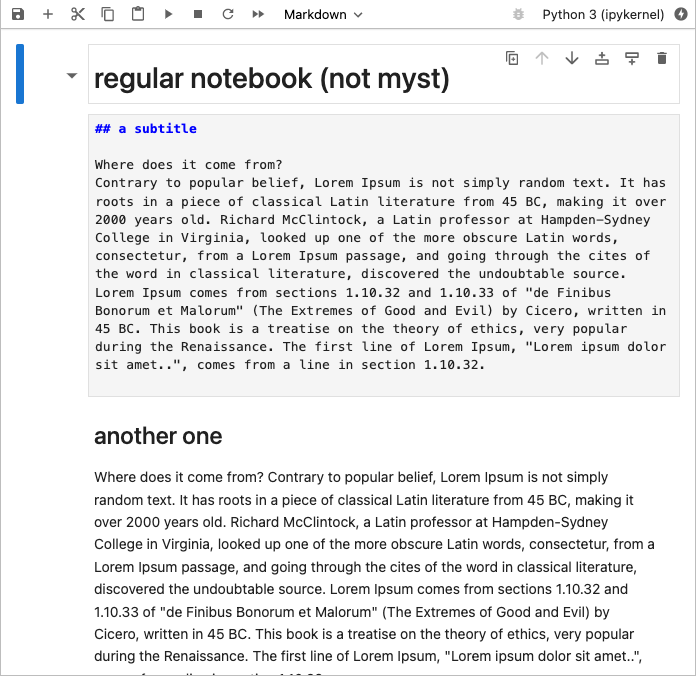 Markdown
Python 3 (ipykernel)
regular notebook (not myst)
## a subtitle
Where does it come from?
Contrary to popular belief, Lorem Ipsum is not simply random text. It has
roots in a piece of classical Latin literature from 45 BC, making it over
2000 years old. Richard McClintock, a Latin professor at Hampden-Sydney
College in Virginia, looked up one of the more obscure Latin words,
consectetur, from a Lorem Ipsum passage, and going through the cites of
the word in classical literature, discovered the undoubtable source.
Lorem Ipsum comes from sections 1.10.32 and 1.10.33 of "de Finibus
Bonorum et Malorum" (The Extremes of Good and Evil) by Cicero, written in
45 BC. This book is a treatise on the theory of ethics, very popular
during the Renaissance. The first line of Lorem Ipsum, "Lorem ipsum dolor
sit amet..", comes from a line in section 1.10.32.
another one
Where does it come from? Contrary to popular belief, Lorem Ipsum is not simply
random text. It has roots in a piece of classical Latin literature from 45 BC, making it
over 2000 years old. Richard McClintock, a Latin professor at Hampden-Sydney
College in Virginia, looked up one of the more obscure Latin words, consectetur, from a
Lorem Ipsum passage, and going through the cites of the word in classical literature,
discovered the undoubtable source. Lorem Ipsum comes from sections 1.10.32 and
1.10.33 of "de Finibus Bonorum et Malorum" (The Extremes of Good and Evil) by
Cicero, written in 45 BC. This book is a treatise on the theory of ethics, very popular
during the Renaissance. The first line of Lorem Ipsum, "Lorem ipsum dolor sit amet..",